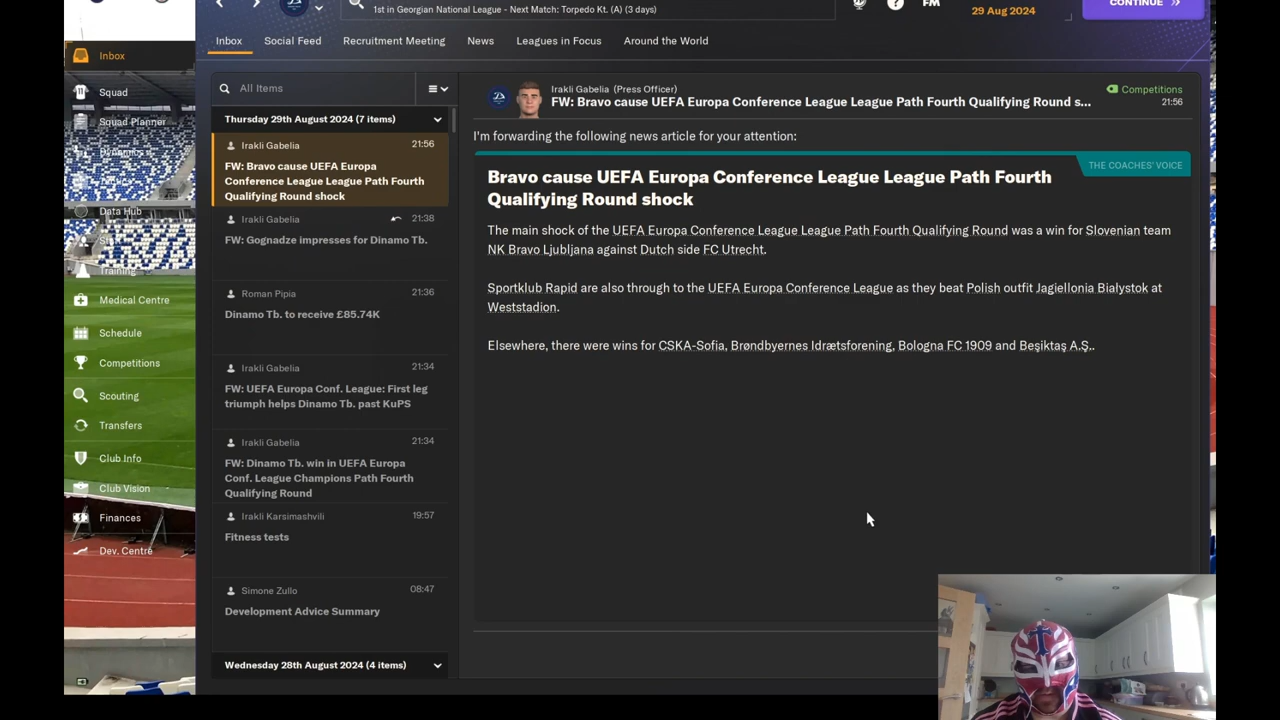 1st in Georgian National League - Next Match: Torpedo Kt. (A) (3 days)
FM
29 Aug 2024
CONTINUE
Inbox
Social Feed
Recruitment Meeting
News
Leagues in Focus
Around the World
Inbox
Squad
Squad Planner
Dynamics
Data Hub
Training
Medical Centre
Schedule
Competitions
Scouting
Transfers
Club Info
Club Vision
Finances
Dev. Centre
All Items
Thursday 29th August 2024 (7 items)
Irakli Gabelia 21:56
FW: Bravo cause UEFA Europa
Conference League League Path Fourth
Qualifying Round shock
Irakli Gabelia 21:38
FW: Gognadze impresses for Dinamo Tb.
Roman Pipia 21:36
Dinamo Tb. to receive £85.74K
Irakli Gabelia 21:34
FW: UEFA Europa Conf. League: First leg
triumph helps Dinamo Tb. past KuPS
Irakli Gabelia 21:34
FW: Dinamo Tb. win in UEFA Europa
Conf. League Champions Path Fourth
Qualifying Round
Irakli Karsimashvili 19:57
Fitness tests
Simone Zullo 08:47
Development Advice Summary
Wednesday 28th August 2024 (4 items)
Irakli Gabelia (Press Officer)
FW: Bravo cause UEFA Europa Conference League League Path Fourth Qualifying Round s...
Competitions
21:56
I'm forwarding the following news article for your attention:
THE COACHES' VOICE
Bravo cause UEFA Europa Conference League League Path Fourth
Qualifying Round shock
The main shock of the UEFA Europa Conference League League Path Fourth Qualifying Round was a win for Slovenian team
NK Bravo Ljubljana against Dutch side FC Utrecht.
Sportklub Rapid are also through to the UEFA Europa Conference League as they beat Polish outfit Jagiellonia Bialystok at
Weststadion.
Elsewhere, there were wins for CSKA-Sofia, Brøndbyernes Idrætsforening, Bologna FC 1909 and Beşiktaş A.Ş..